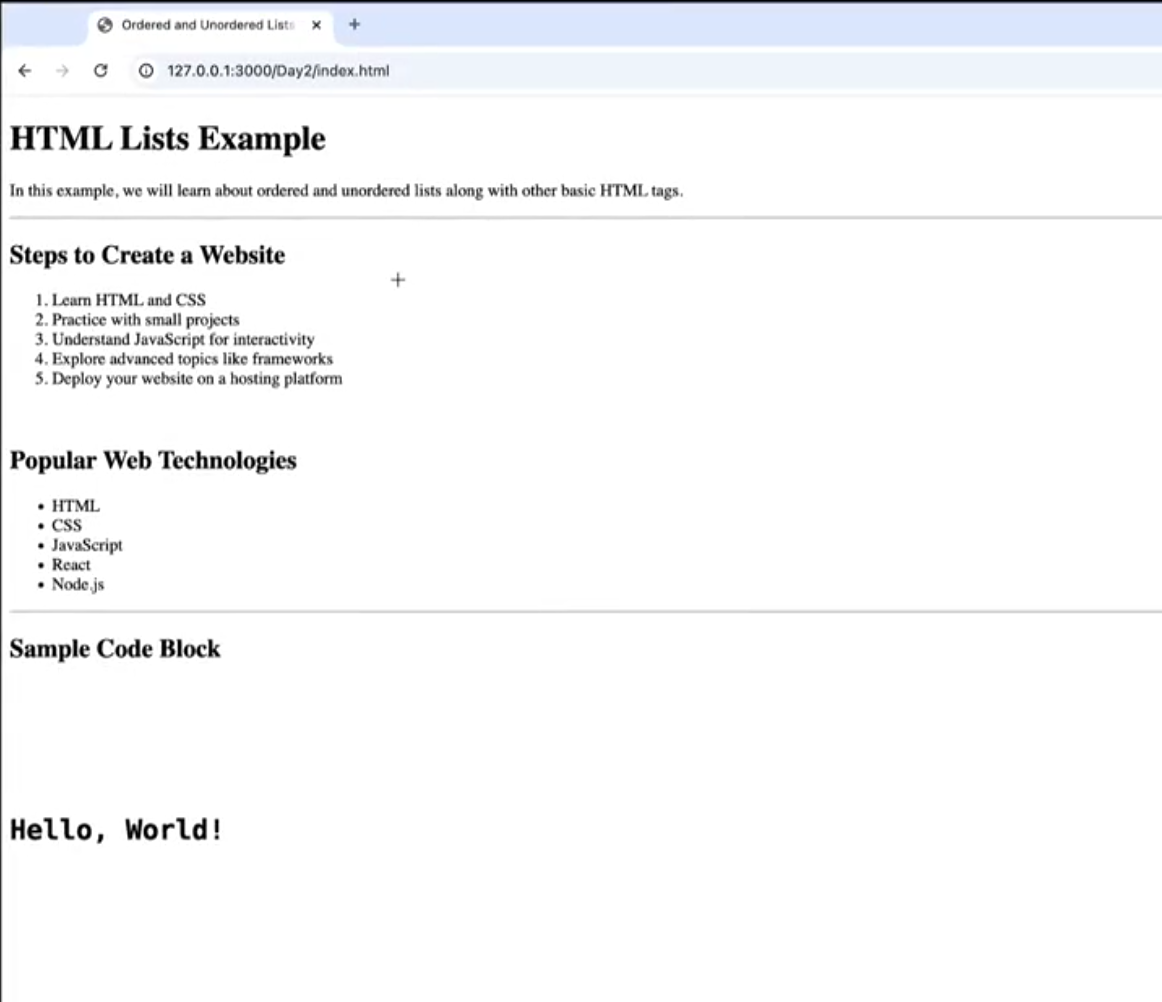 Ordered and Unordered Lists
127.0.0.1:3000/Day2/index.html
HTML Lists Example
In this example, we will learn about ordered and unordered lists along with other basic HTML tags.
Steps to Create a Website
1. Learn HTML and CSS
2. Practice with small projects
3. Understand JavaScript for interactivity
4. Explore advanced topics like frameworks
5. Deploy your website on a hosting platform
Popular Web Technologies
• HTML
• CSS
• JavaScript
• React
• Node.js
Sample Code Block
Hello, World!